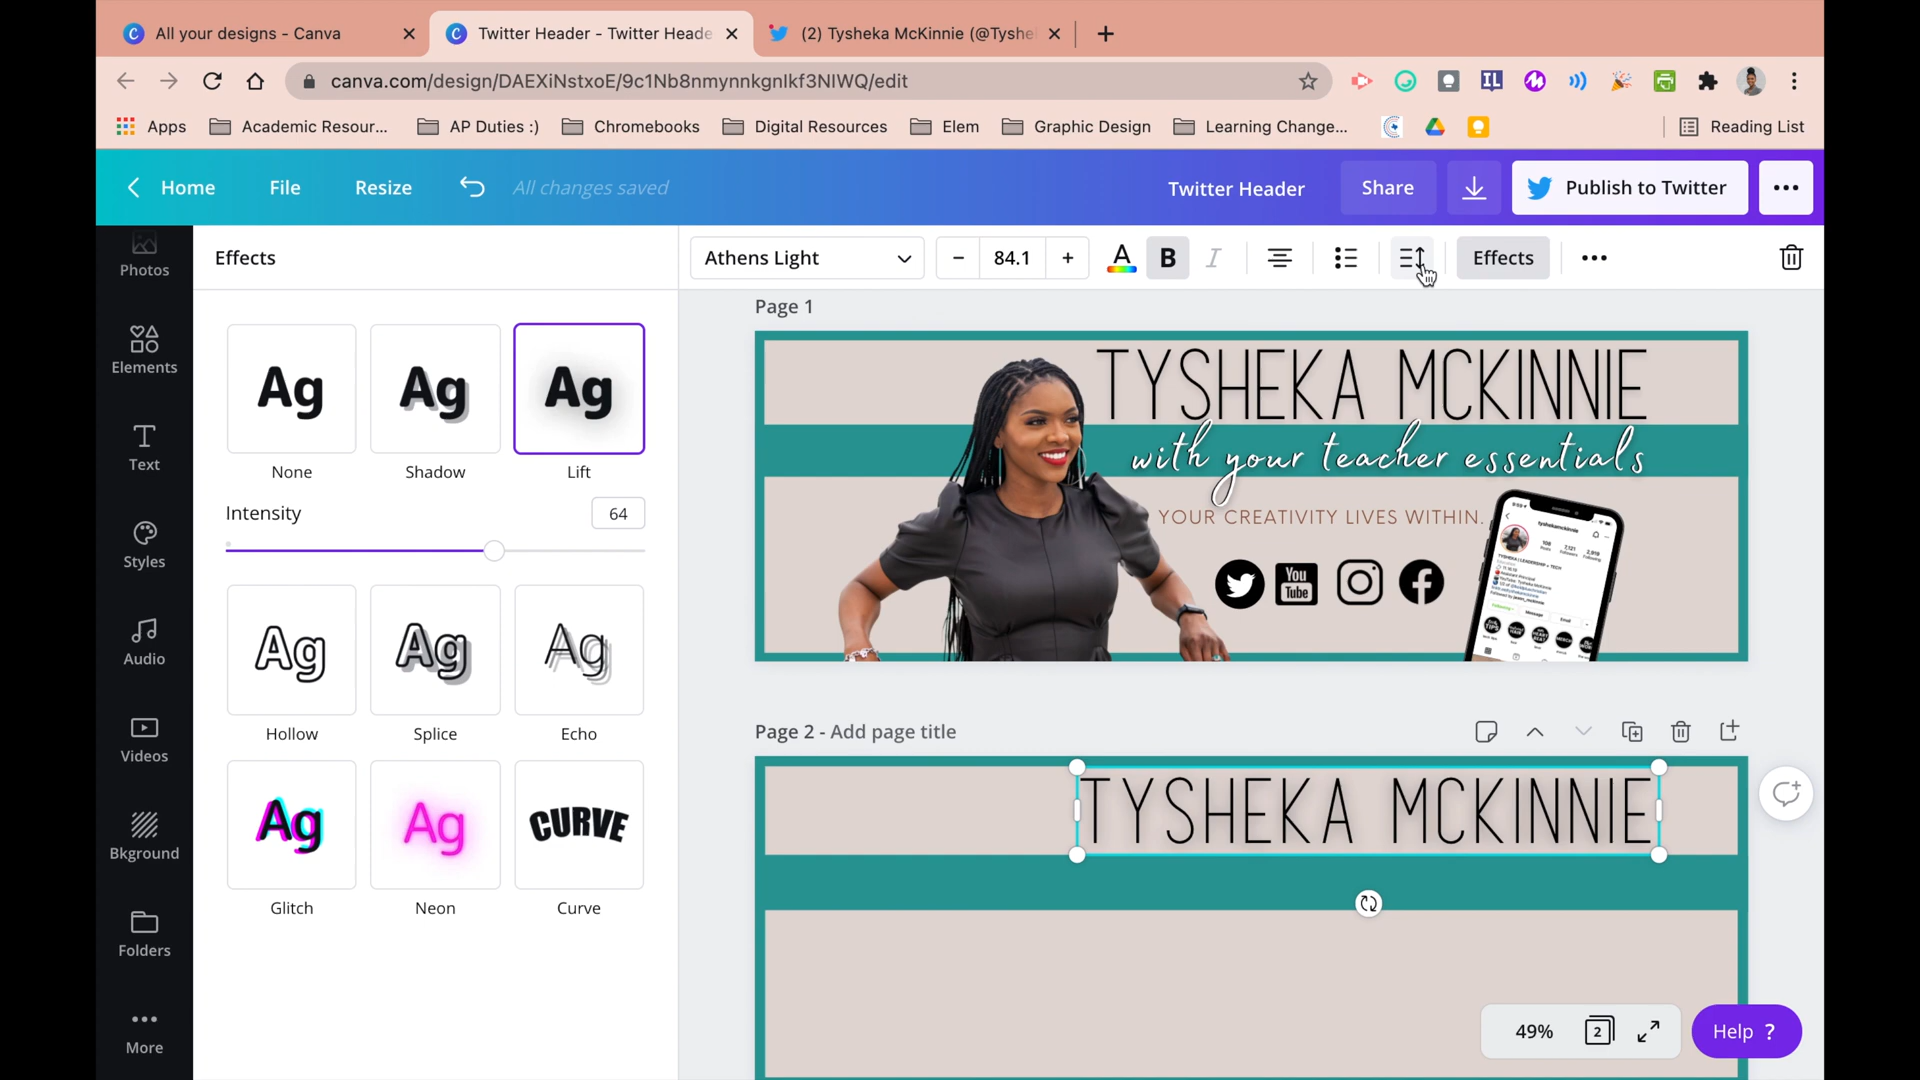 All your designs - Canva
Twitter Header - Twitter Heade
(2) Tysheka McKinnie (@Tyshe
canva.com/design/DAEXiNstxoE/9c1Nb8nmynnkgnIkf3NIWQ/edit
Apps
Academic Resour...
AP Duties :)
Chromebooks
Digital Resources
Elem
Graphic Design
Learning Change...
Reading List
Home
File
Resize
All changes saved
Twitter Header
Share
Publish to Twitter
Photos
Elements
Text
Styles
Audio
Videos
Bkground
Folders
More
Effects
Ag
None
Ag
Shadow
Ag
Lift
Intensity
64
Ag
Hollow
Ag
Splice
Ag
Echo
Ag
Glitch
Ag
Neon
CURVE
Curve
Athens Light
84.1
A
B
I
Effects
Page 1
TYSHEKA MCKINNIE
with your teacher essentials
YOUR CREATIVITY LIVES WITHIN.
You
Tube
tyshekamckinnie
Page 2 - Add page title
TYSHEKA MCKINNIE
49%
2
Help ?